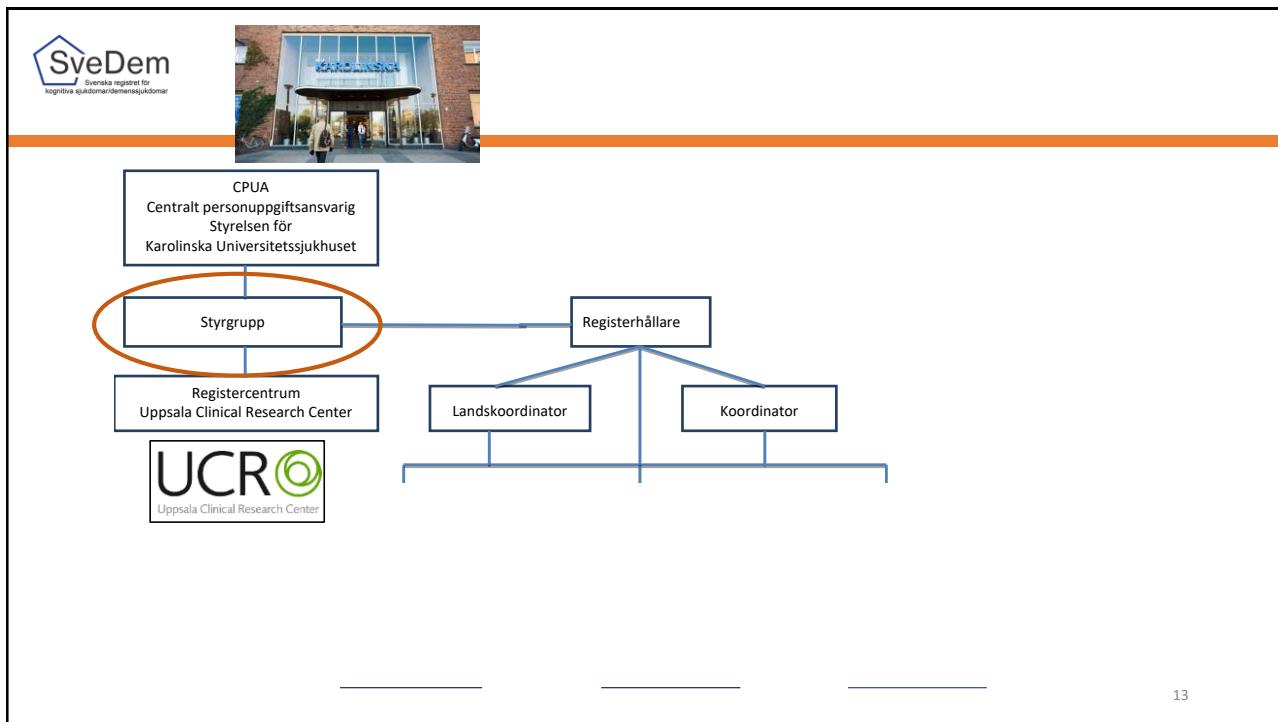 SveDem
Svenska registret för
kognitiva sjukdomar/demenssjukdomar
KAROLINSKA
CPUA
Centralt personuppgiftsansvarig
Styrelsen för
Karolinska Universitetssjukhuset
Styrgrupp
Registerhållare
Registercentrum
Uppsala Clinical Research Center
Landskoordinator
Koordinator
UCR
Uppsala Clinical Research Center
13